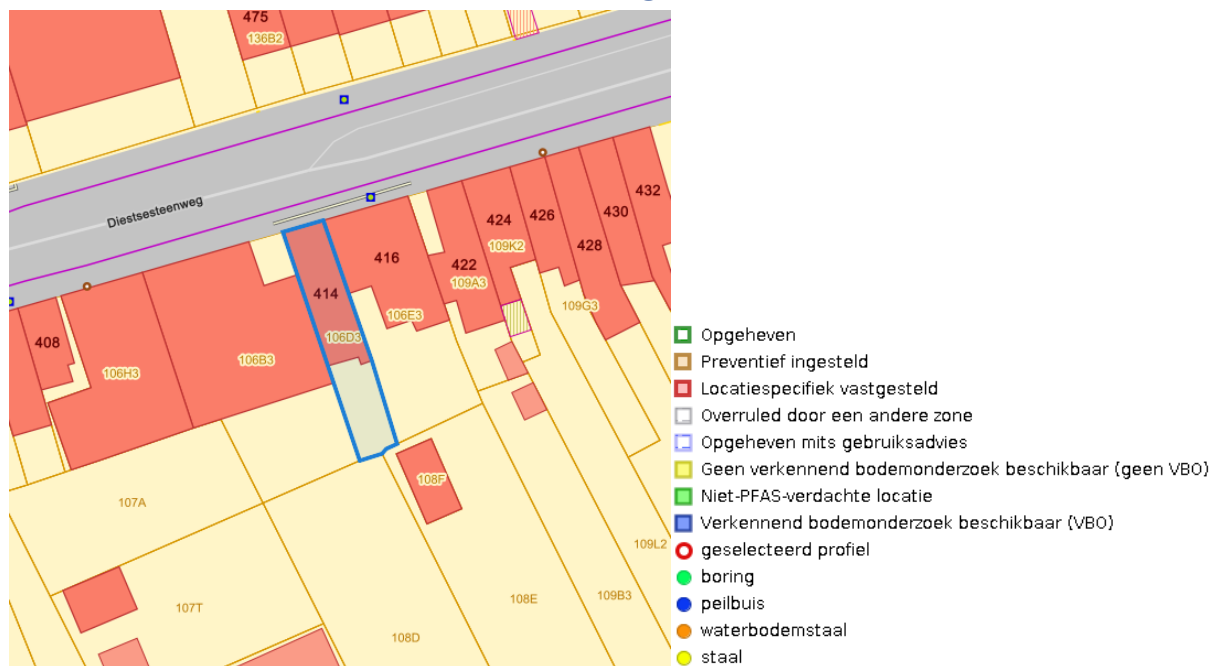 475
136B2
Diestsesteenweg
432
430
426
424
109K2
428
416
422
109A3
414
109G3
106E3
106D3
408
106B3
106H3
108F
107A
109L2
108E
109B3
107T
108D
Opgeheven
Preventief ingesteld
Locatiespecifiek vastgesteld
Overruled door een andere zone
Opgeheven mits gebruiksadvies
Geen verkennend bodemonderzoek beschikbaar (geen VBO)
Niet-PFAS-verdachte locatie
Verkennend bodemonderzoek beschikbaar (VBO)
geselecteerd profiel
boring
peilbuis
waterbodemstaal
staal